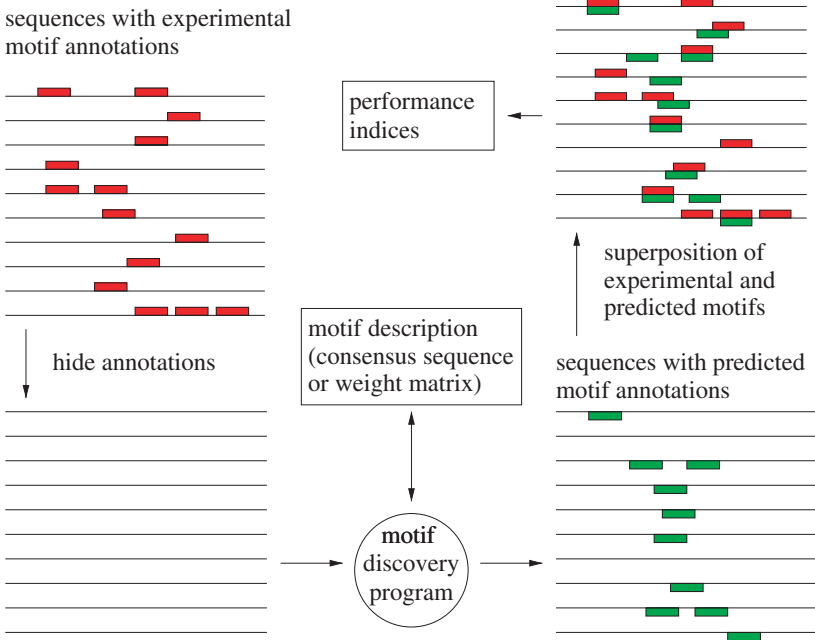 sequences with experimental
motif annotations
performance
indices
superposition of
experimental and
predicted motifs
motif description
(consensus sequence
or weight matrix)
hide annotations
sequences with predicted
motif annotations
motif
discovery
program